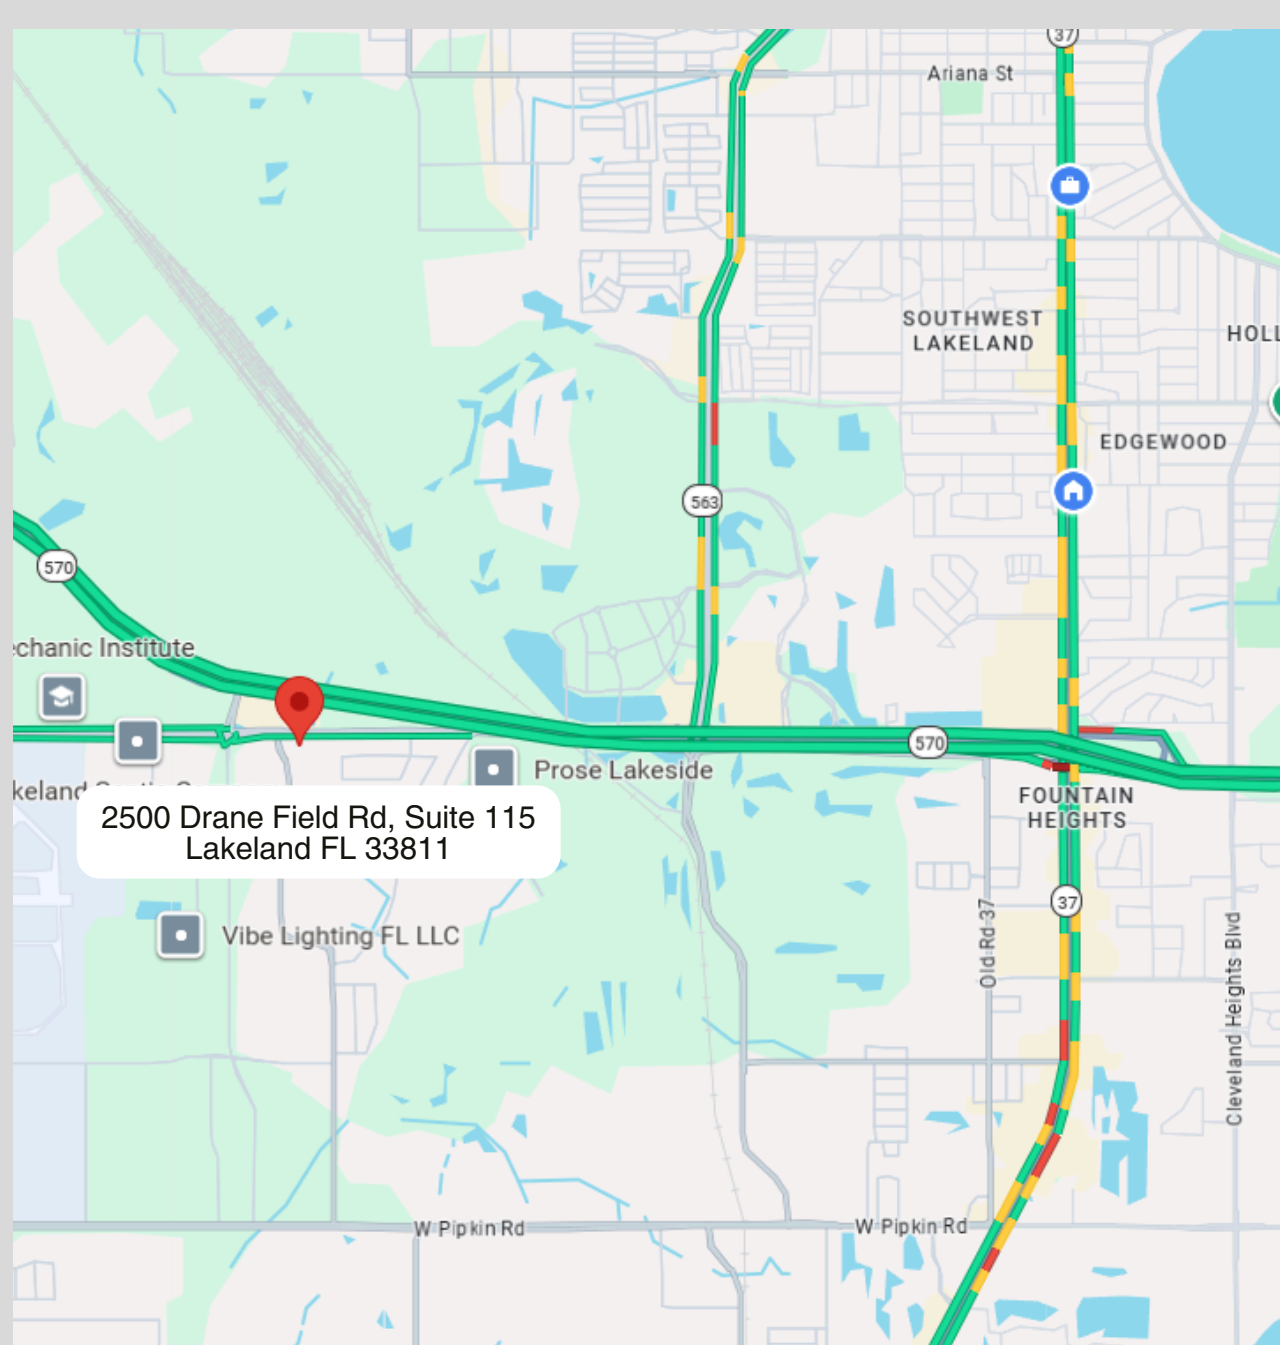 37
Ariana St
SOUTHWEST
LAKELAND
HOLL
EDGEWOOD
563
570
echanic Institute
570
Prose Lakeside
keland
FOUNTAIN
HEIGHTS
2500 Drane Field Rd, Suite 115
Lakeland FL 33811
37
Old Rd 37
Vibe Lighting FL LLC
Cleveland Heights Blvd
W Pipkin Rd
W Pipkin Rd